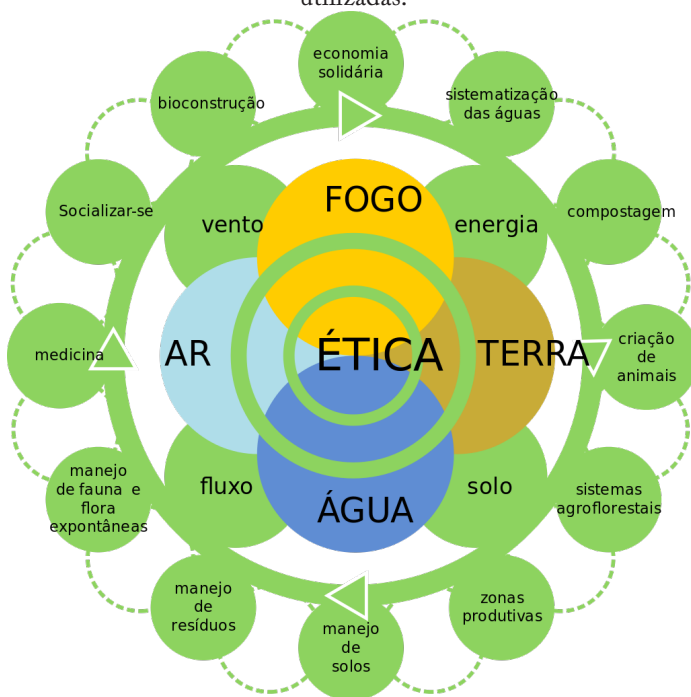 utilizadas.
economia
solidária
bioconstrução
sistematização
das águas
Socializar-se
compostagem
vento
FOGO
energia
medicina
AR
ÉTICA
TERRA
criação
de
animais
manejo
de fauna e
flora
expontâneas
fluxo
ÁGUA
solo
sistemas
agroflorestais
manejo
de
resíduos
manejo
de
solos
zonas
produtivas